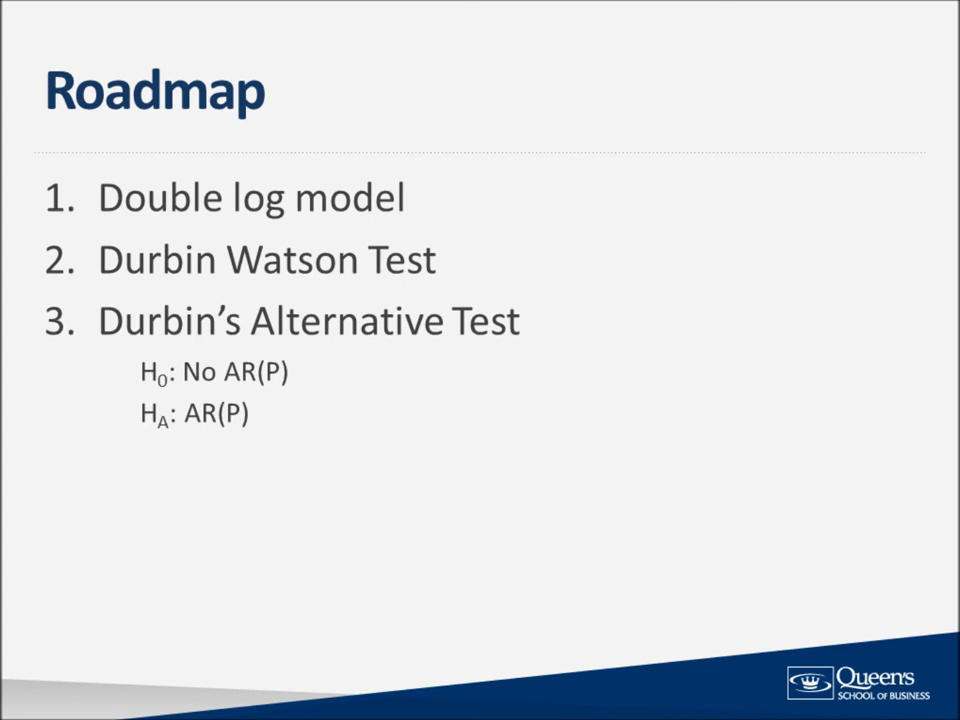 Roadmap
1. Double log model
2. Durbin Watson Test
3. Durbin’s Alternative Test
H₀: No AR(P)
Hᴀ: AR(P)
Queen's
SCHOOL OF BUSINESS